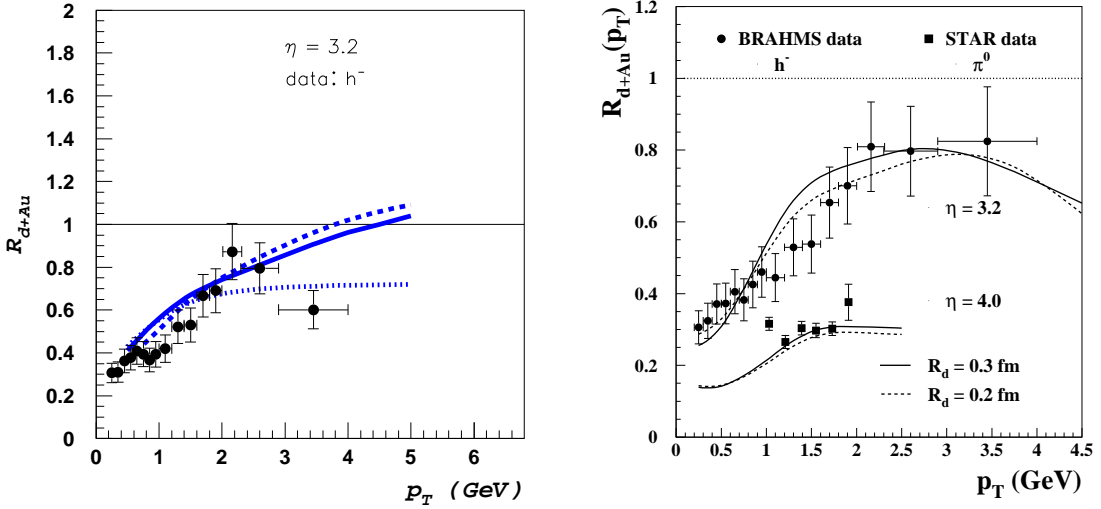 2
1.8
1.6
1.4
1.2
1
0.8
0.6
0.4
0.2
0
0 1 2 3 4 5 6
R_{d+Au}
p_T (GeV)
η = 3.2
data: h⁻
1.2
1
0.8
0.6
0.4
0.2
0
0 0.5 1 1.5 2 2.5 3 3.5 4 4.5
R_{d+Au}(p_T)
p_T (GeV)
BRAHMS data STAR data
h⁻ π⁰
η = 3.2
η = 4.0
R_d = 0.3 fm
R_d = 0.2 fm